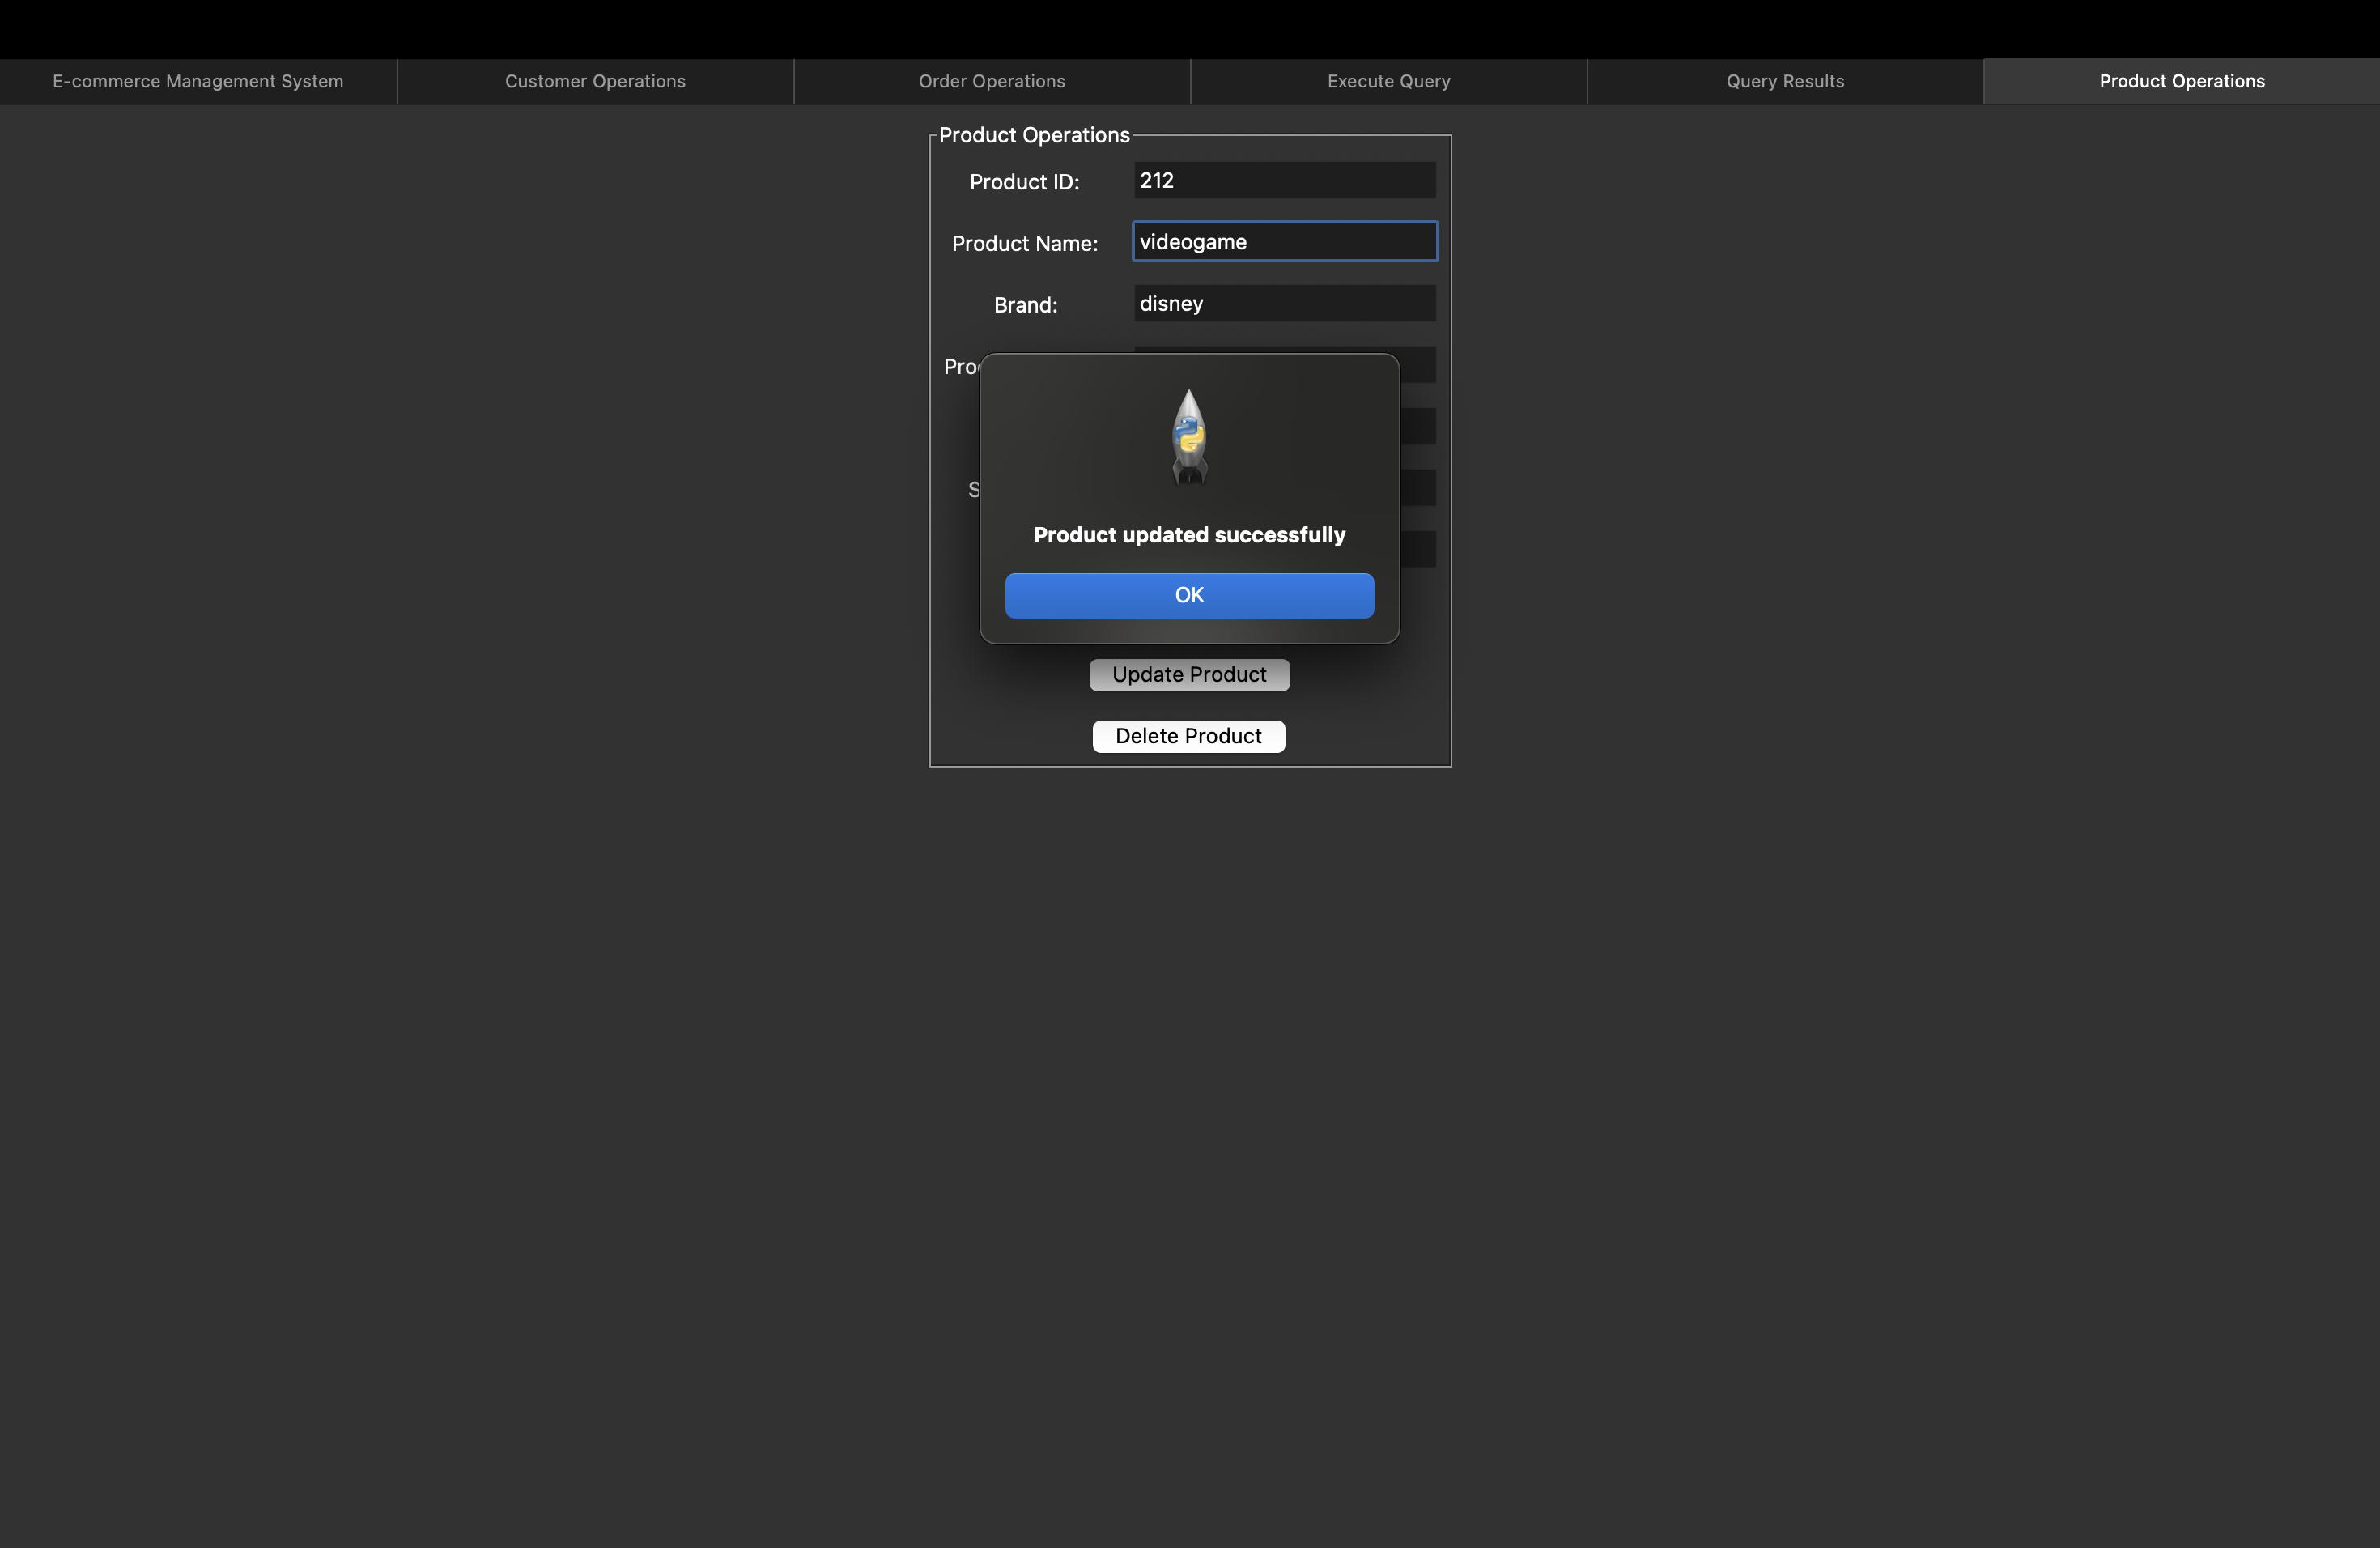 E-commerce Management System Customer Operations Order Operations Execute Query Query Results Product Operations
Product Operations
Product ID: 212
Product Name: videogame
Brand: disney
Product updated successfully
OK
Update Product
Delete Product